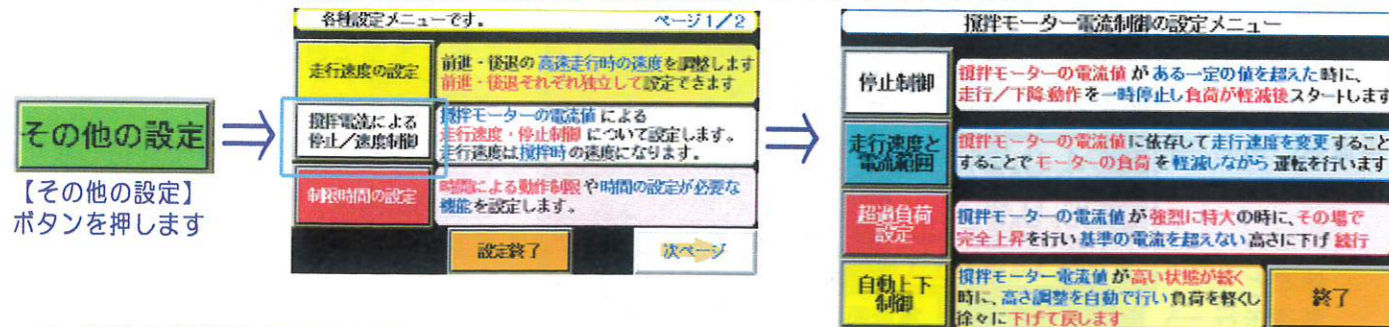 その他の設定
【その他の設定】
ボタンを押します
各種設定メニューです。 ページ1/2
走行速度の設定
前進・後退の高速走行時の速度を調整します
前進・後退それぞれ独立して設定できます
撹拌電流による
停止/速度制御
撹拌モーターの電流値による
走行速度・停止制御について設定します。
走行速度は撹拌時の速度になります。
制限時間の設定
時間による動作制限や時間の設定が必要な
機能を設定します。
設定終了
次ページ
撹拌モーター電流制御の設定メニュー
停止制御
撹拌モーターの電流値がある一定の値を超えた時に、
走行/下降動作を一時停止し負荷が軽減後スタートします
走行速度と
電流範囲
撹拌モーターの電流値に依存して走行速度を変更すること
することでモーターの負荷を軽減しながら運転を行います
超過負荷
設定
撹拌モーターの電流値が強烈に特大の時に、その場で
完全上昇を行い基準の電流を超えない高さに下げ続行
自動上下
制御
撹拌モーター電流値が高い状態が続く
時に、高さ調整を自動で行い負荷を軽くし
徐々に下げて戻します
終了